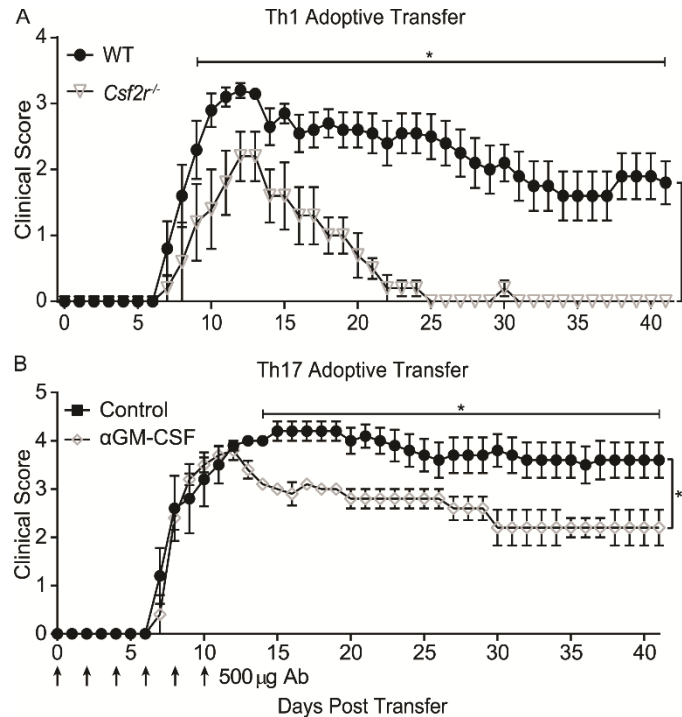 A
Th1 Adoptive Transfer
4
WT
*
Csf2r-/-
3
2
1
0
Clinical Score
0 5 10 15 20 25 30 35 40
B
Th17 Adoptive Transfer
5
Control
*
αGM-CSF
4
3
*
2
1
0
Clinical Score
0 5 10 15 20 25 30 35 40
500 µg Ab
Days Post Transfer